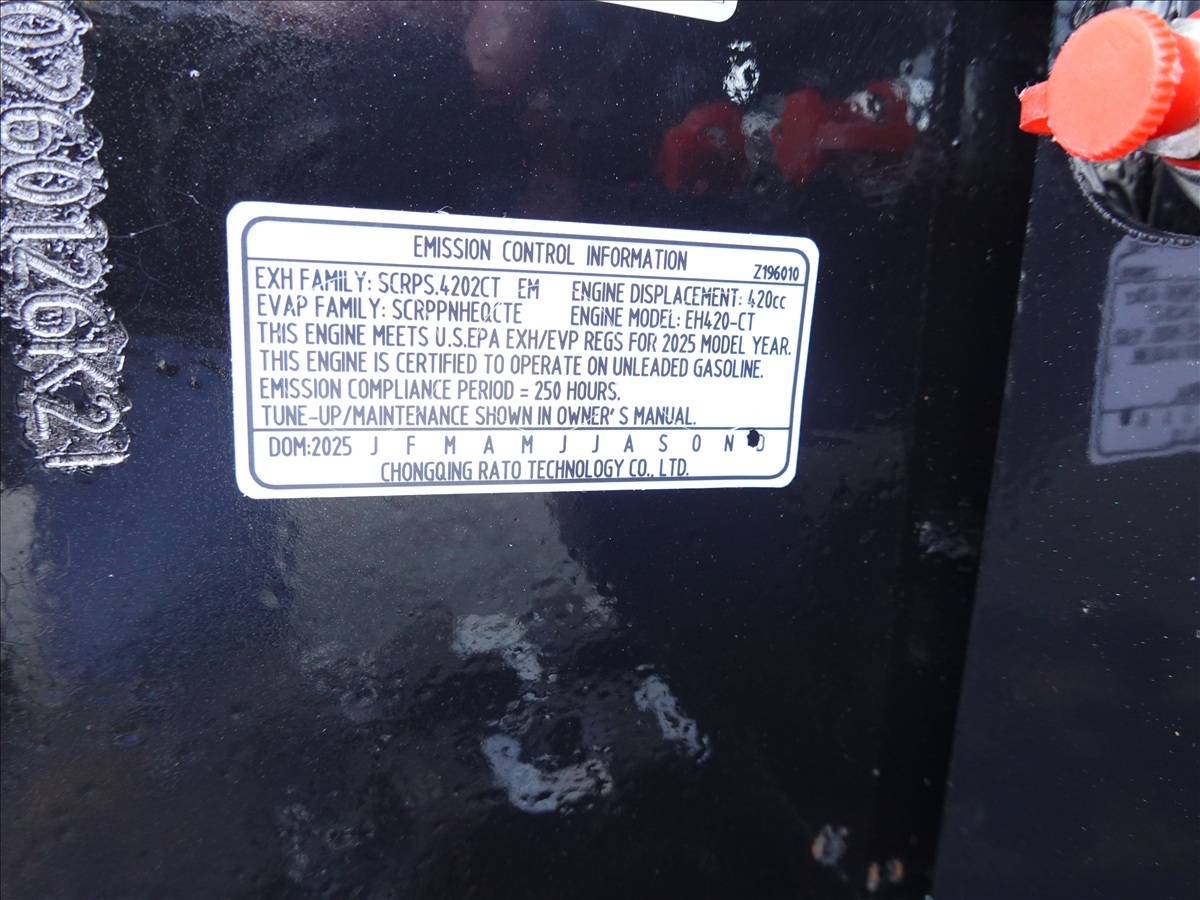 0260126K21
EMISSION CONTROL INFORMATION
Z196010
EXH FAMILY: SCRPS.4202CT EM ENGINE DISPLACEMENT: 420cc
EVAP FAMILY: SCRPPNHEQCTE ENGINE MODEL: EH420-CT
THIS ENGINE MEETS U.S.EPA EXH/EVP REGS FOR 2025 MODEL YEAR.
THIS ENGINE IS CERTIFIED TO OPERATE ON UNLEADED GASOLINE.
EMISSION COMPLIANCE PERIOD = 250 HOURS.
TUNE-UP/MAINTENANCE SHOWN IN OWNER'S MANUAL.
DOM:2025 J F M A M J J A S O N D
CHONGQING RATO TECHNOLOGY CO., LTD.